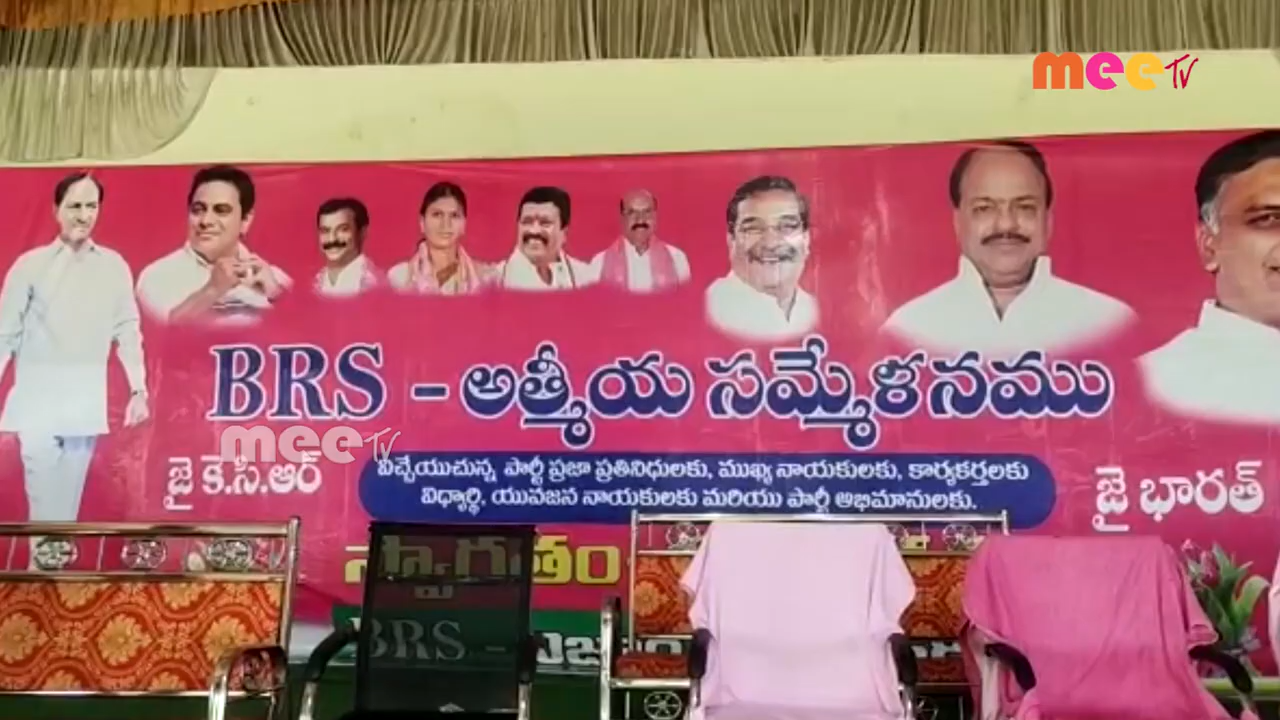 mee TV
BRS - ఆత్మీయ సమ్మేళనము
mee TV
జై కె.సి.ఆర్
విచ్చేయుచున్న పార్టీ ప్రజా ప్రతినిధులకు, ముఖ్య నాయకులకు, కార్యకర్తలకు
విధ్యార్థి, యువజన నాయకులకు మరియు పార్టీ అభిమానులకు.
జై భారత్
స్వాగతం
BRS -